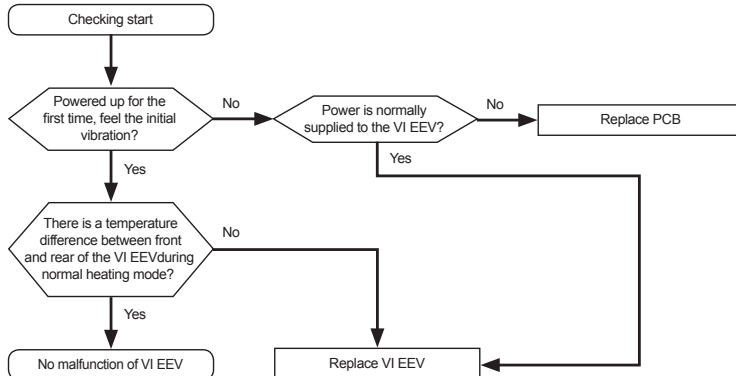 Checking start
Powered up for the
first time, feel the initial
vibration?
No
Power is normally
supplied to the VI EEV?
No
Replace PCB
Yes
Yes
There is a temperature
difference between front
and rear of the VI EEVduring
normal heating mode?
No
Yes
No malfunction of VI EEV
Replace VI EEV